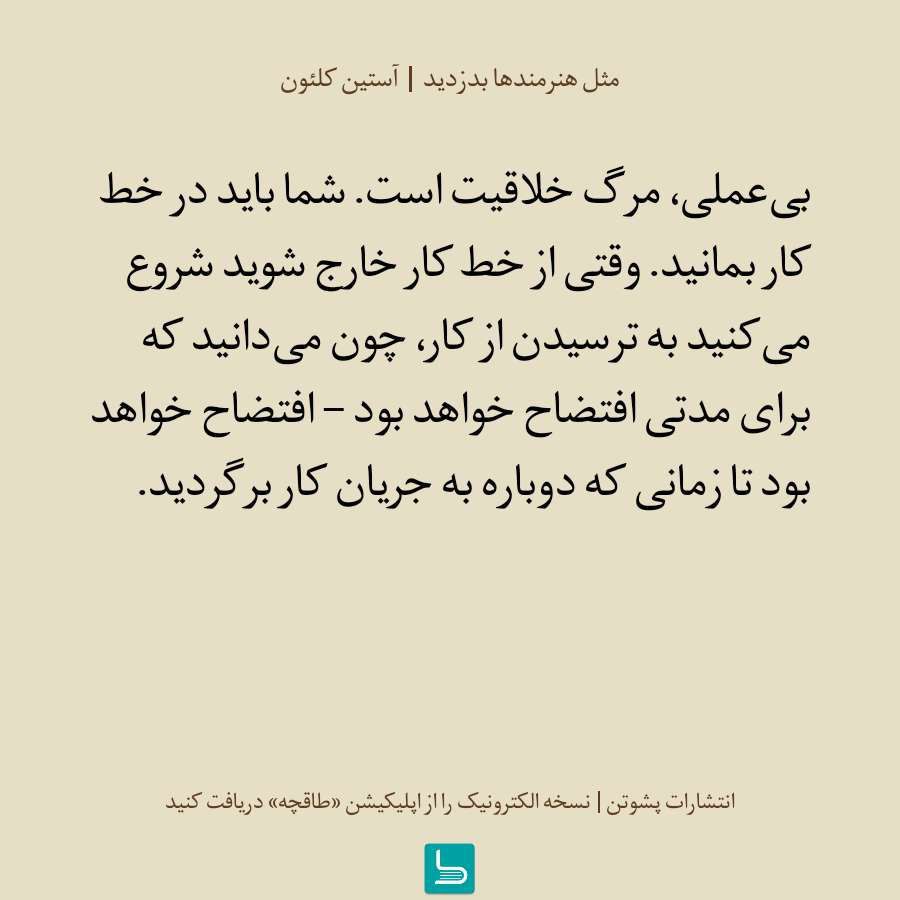 مثل هنرمندها بدزدید | آستین کلئون
بی‌عملی، مرگ خلاقیت است. شما باید در خط
کار بمانید. وقتی از خط کار خارج شوید شروع
می‌کنید به ترسیدن از کار، چون می‌دانید که
برای مدتی افتضاح خواهد بود – افتضاح خواهد
بود تا زمانی که دوباره به جریان کار برگردید.
انتشارات پشوتن | نسخه الکترونیک را از اپلیکیشن «طاقچه» دریافت کنید